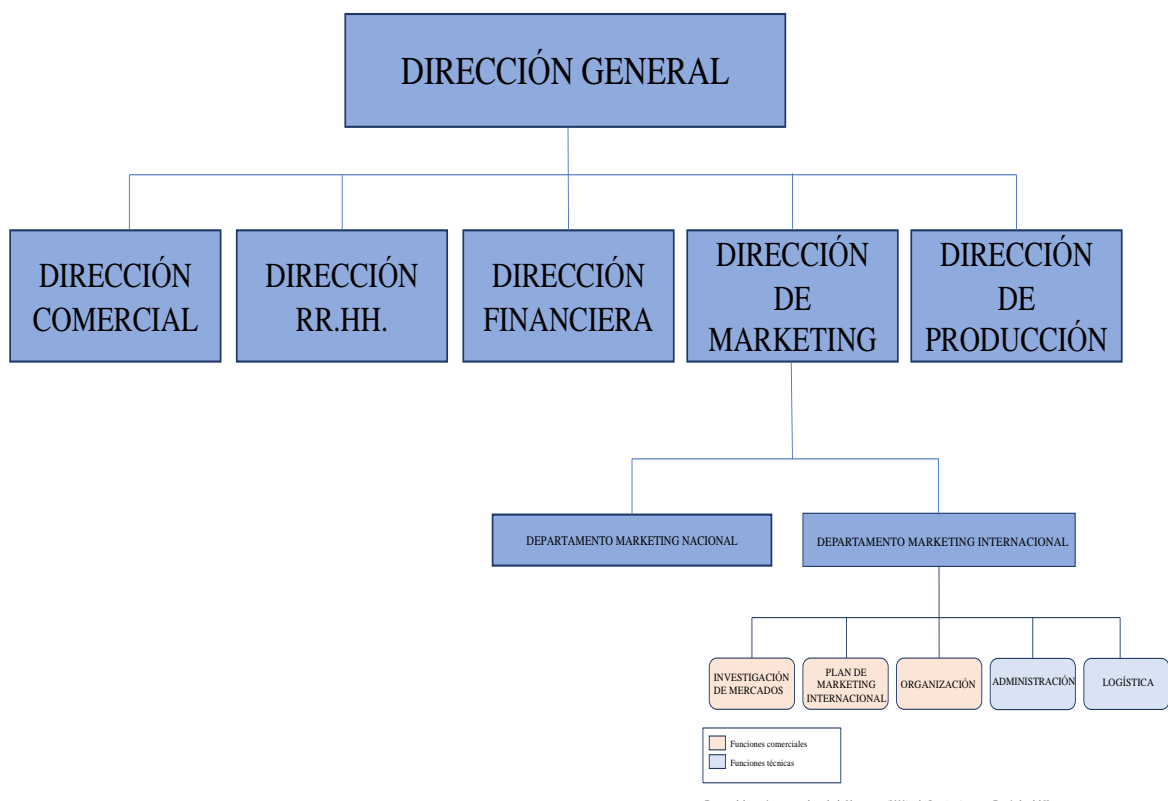 DIRECCIÓN GENERAL
DIRECCIÓN
COMERCIAL
DIRECCIÓN
RR.HH.
DIRECCIÓN
FINANCIERA
DIRECCIÓN
DE
MARKETING
DIRECCIÓN
DE
PRODUCCIÓN
DEPARTAMENTO MARKETING NACIONAL
DEPARTAMENTO MARKETING INTERNACIONAL
INVESTIGACIÓN
DE MERCADOS
PLAN DE
MARKETING
INTERNACIONAL
ORGANIZACIÓN
ADMINISTRACIÓN
LOGÍSTICA
Funciones comerciales
Funciones técnicas